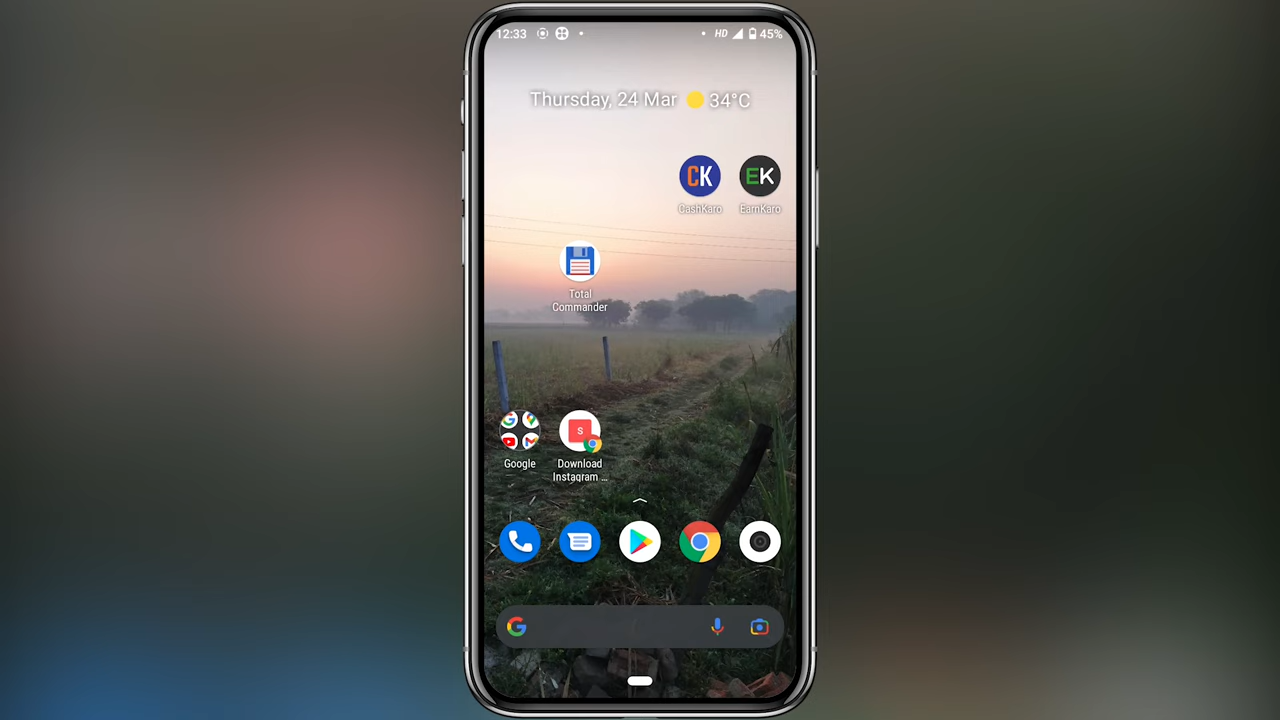 12:33
HD 45%
Thursday, 24 Mar 34°C
CK EK
CashKaro EarnKaro
Total
Commander
S
Google Download
Instagram ...